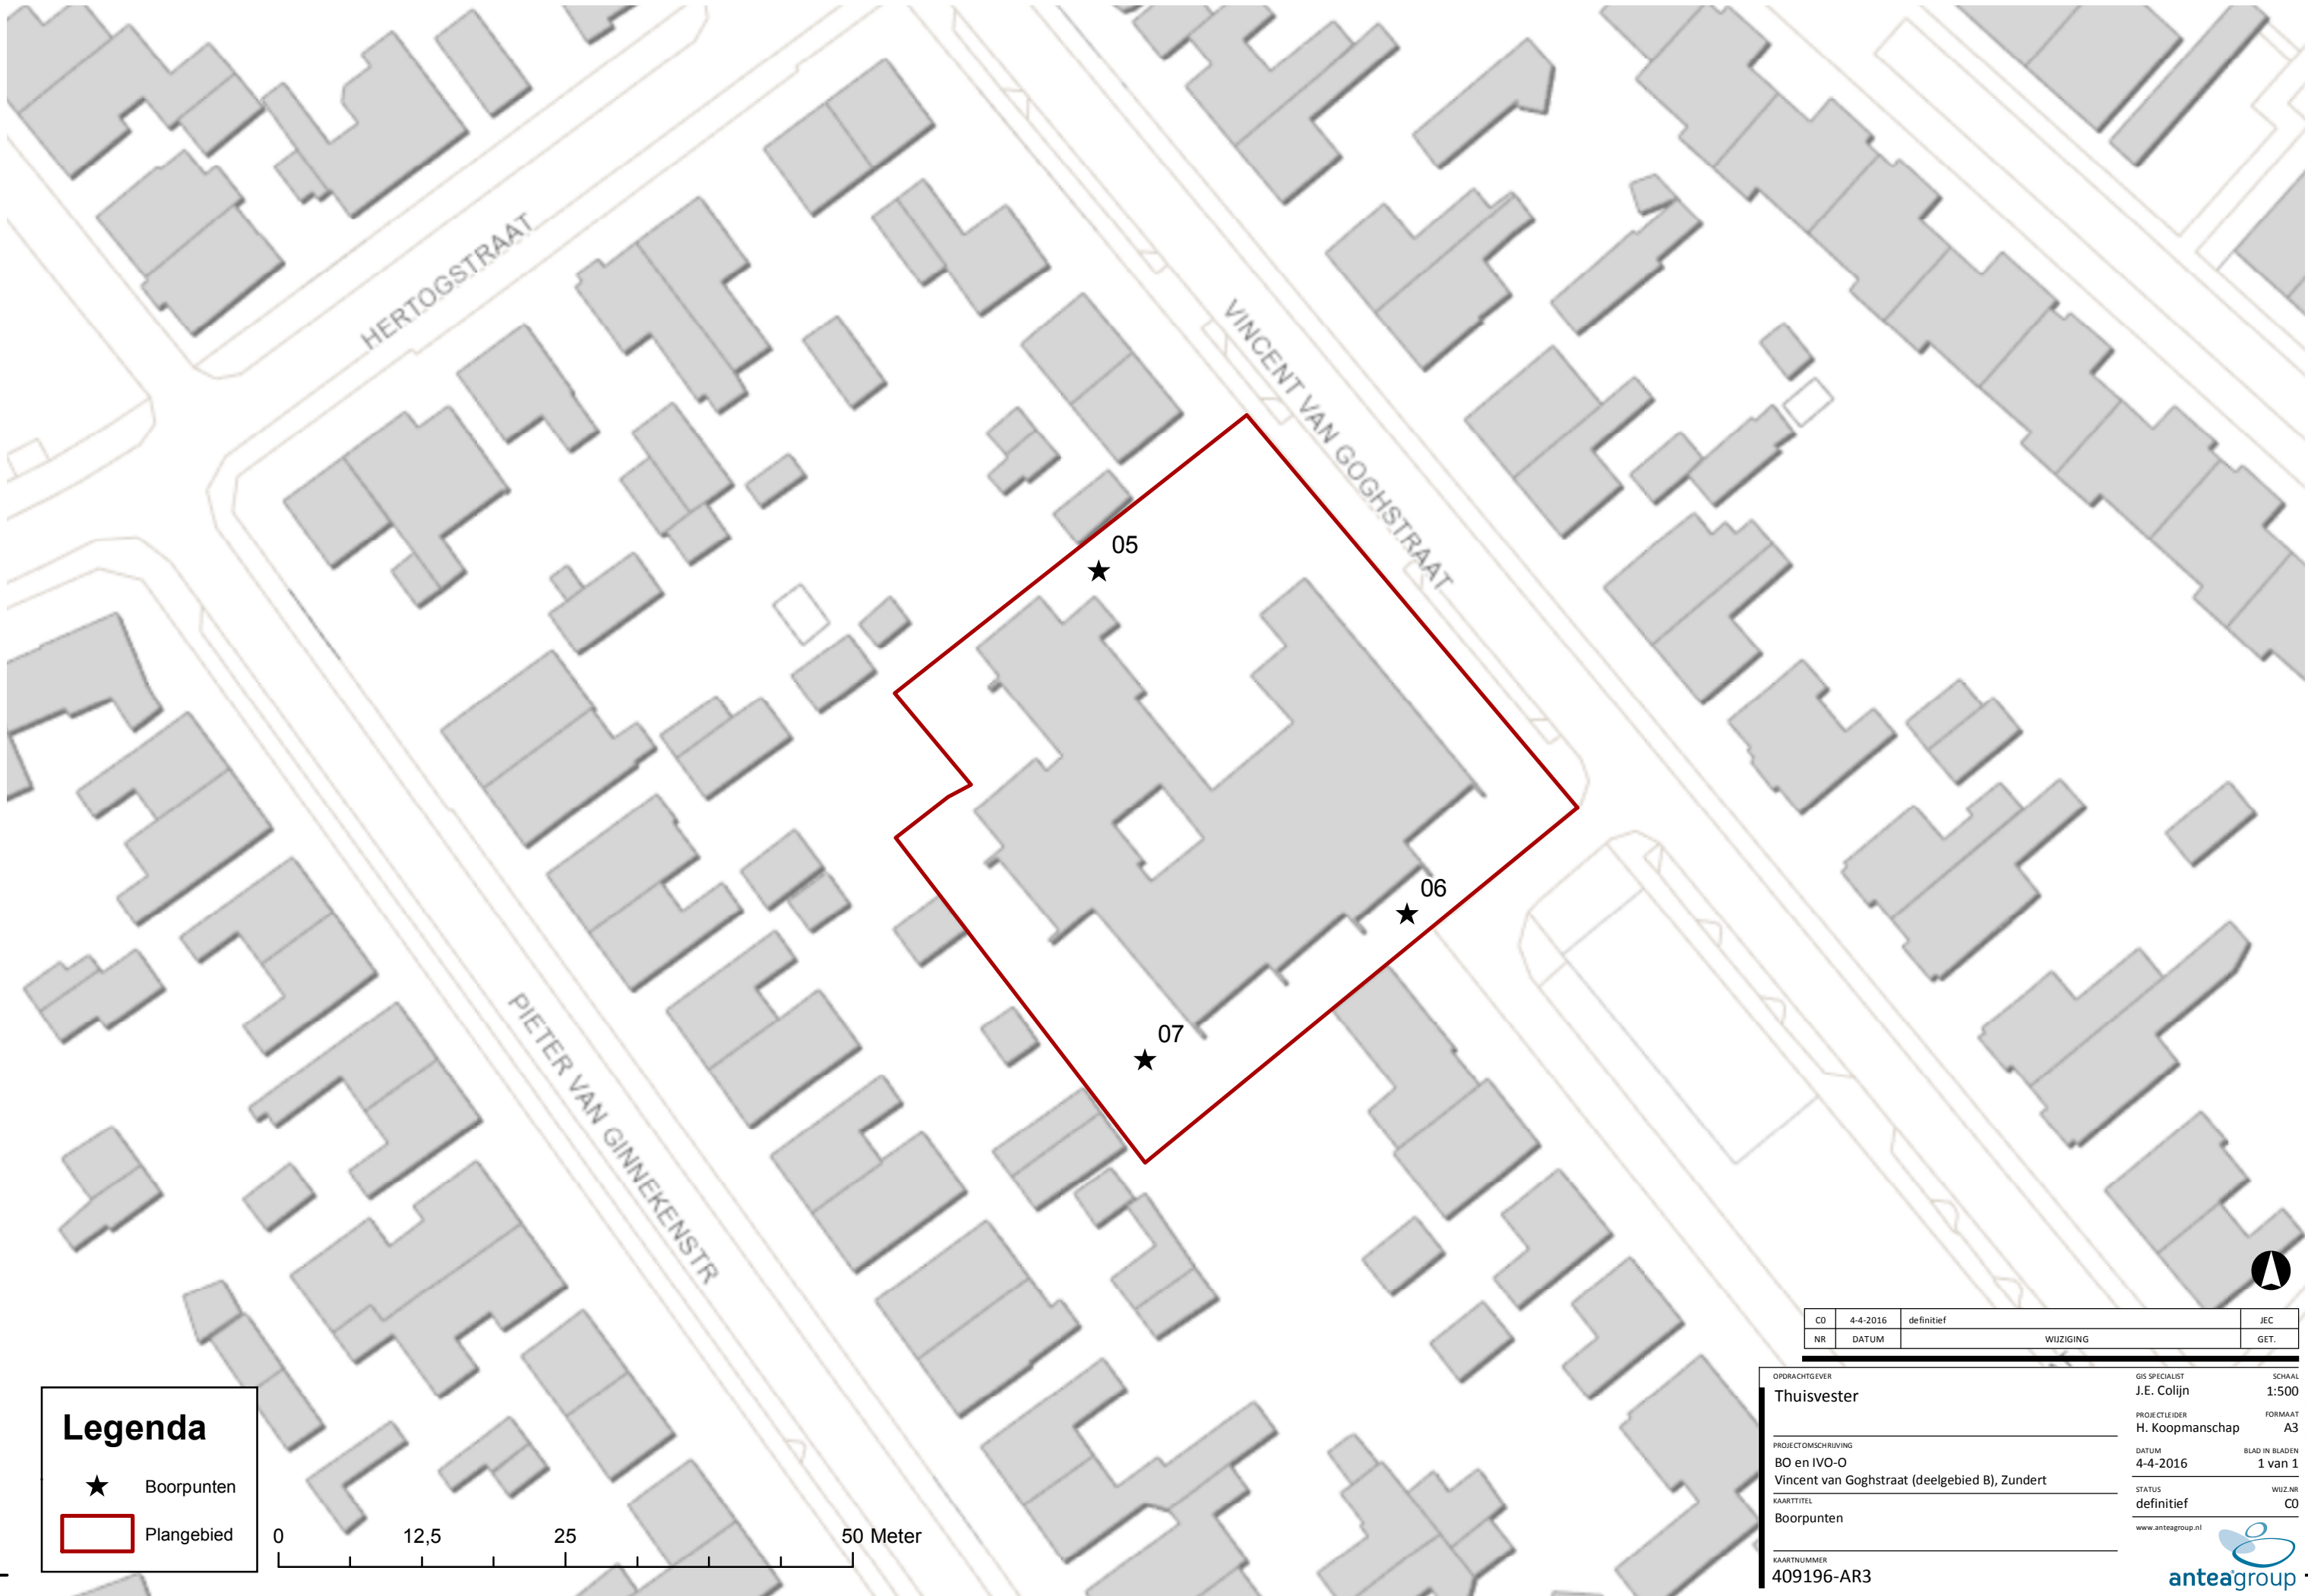 HERTOGSTRAAT
VINCENT VAN GOGHSTRAAT
05
06
07
PIETER VAN GINNEKENSTR
Legenda
Boorpunten
Plangebied
0 12,5 25 50 Meter
C0 4-4-2016 definitief JEC
NR DATUM WIJZIGING GET.
OPDRACHTGEVER
Thuisvester
PROJECTOMSCHRIJVING
BO en IVO-O
Vincent van Goghstraat (deelgebied B), Zundert
KAARTTITEL
Boorpunten
KAARTNUMMER
409196-AR3
GIS SPECIALIST SCHAAL
J.E. Colijn 1:500
PROJECTLEIDER FORMAAT
H. Koopmanschap A3
DATUM BLAD IN BLADEN
4-4-2016 1 van 1
STATUS WIJZ.NR
definitief C0
www.anteagroup.nl
anteagroup